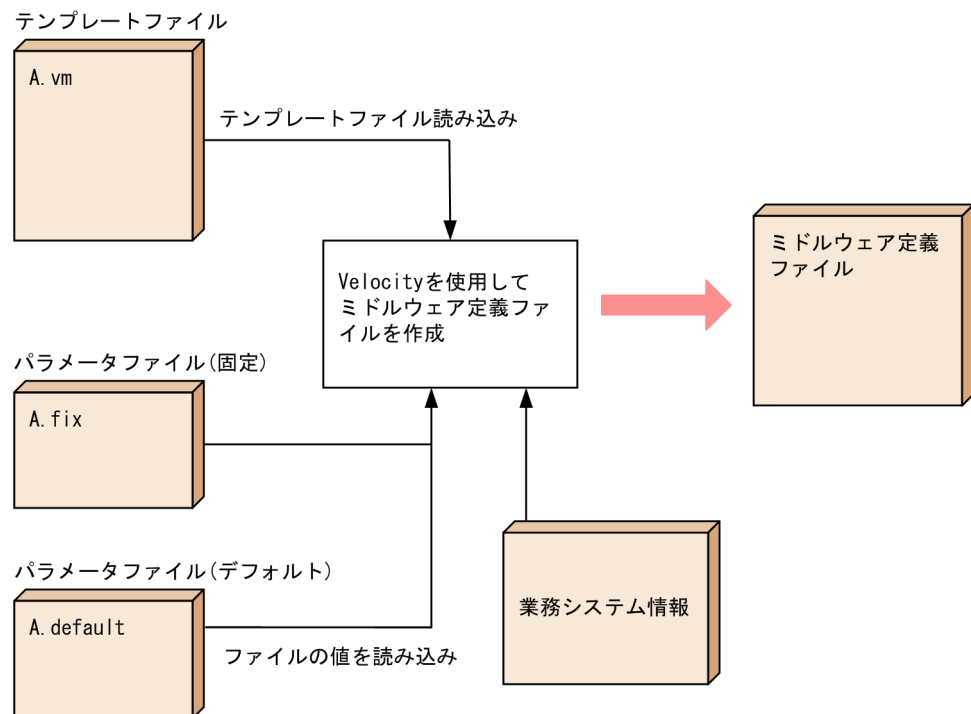 テンプレートファイル
A.vm
テンプレートファイル読み込み
Velocityを使用して
ミドルウェア定義ファ
イルを作成
ミドルウェア定義
ファイル
パラメータファイル(固定)
A.fix
パラメータファイル(デフォルト)
A.default
ファイルの値を読み込み
業務システム情報